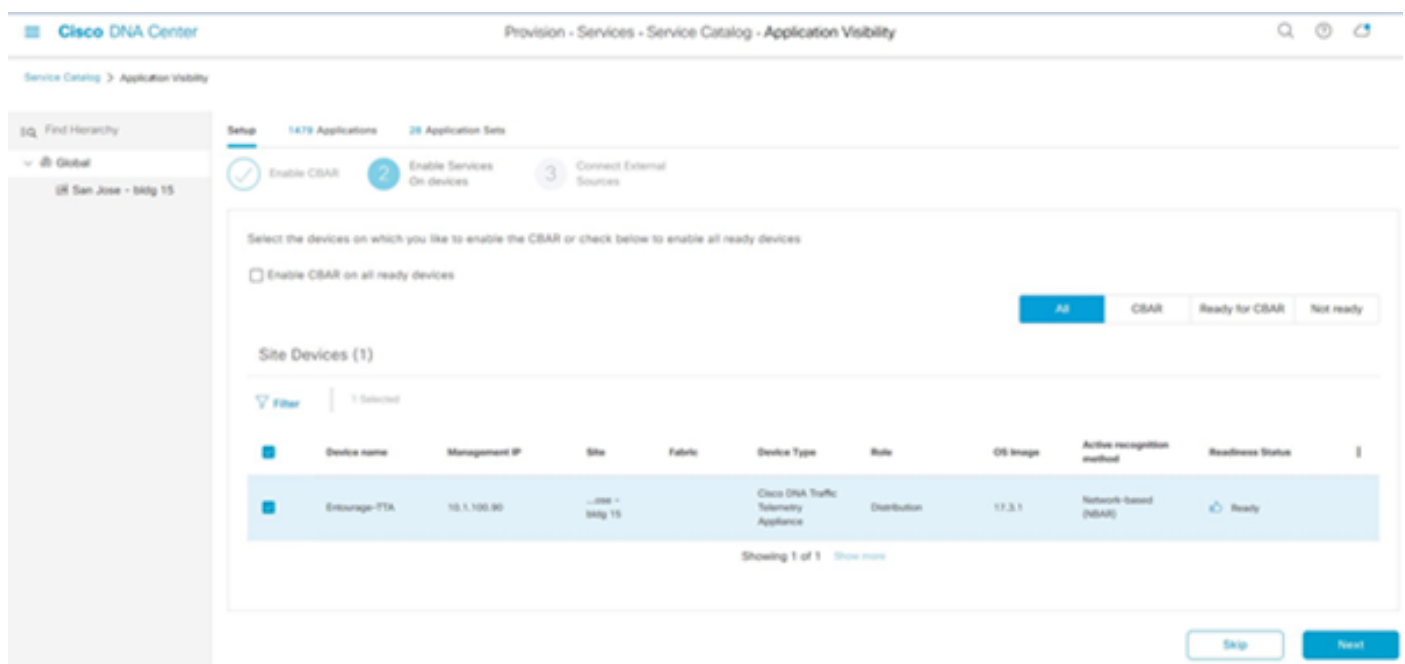 Cisco DNA Center
Provision - Services - Service Catalog - Application Visibility
Service Catalog > Application Visibility
Find Hierarchy
Global
San Jose - bldg 15
Setup
1479 Applications
28 Application Sets
Enable CBAR
2
Enable Services
On devices
3
Connect External
Sources
Select the devices on which you like to enable the CBAR or check below to enable all ready devices
Enable CBAR on all ready devices
All
CBAR
Ready for CBAR
Not ready
Site Devices (1)
Filter
1 Selected
Device name
Management IP
Site
Fabric
Device Type
Role
OS Image
Active recognition
method
Readiness Status
Entourage-TTA
10.1.100.90
...ose -
bldg 15
Cisco DNA Traffic
Telemetry
Appliance
Distribution
17.3.1
Network-based
(NBAR)
Ready
Showing 1 of 1
Show more
Skip
Next